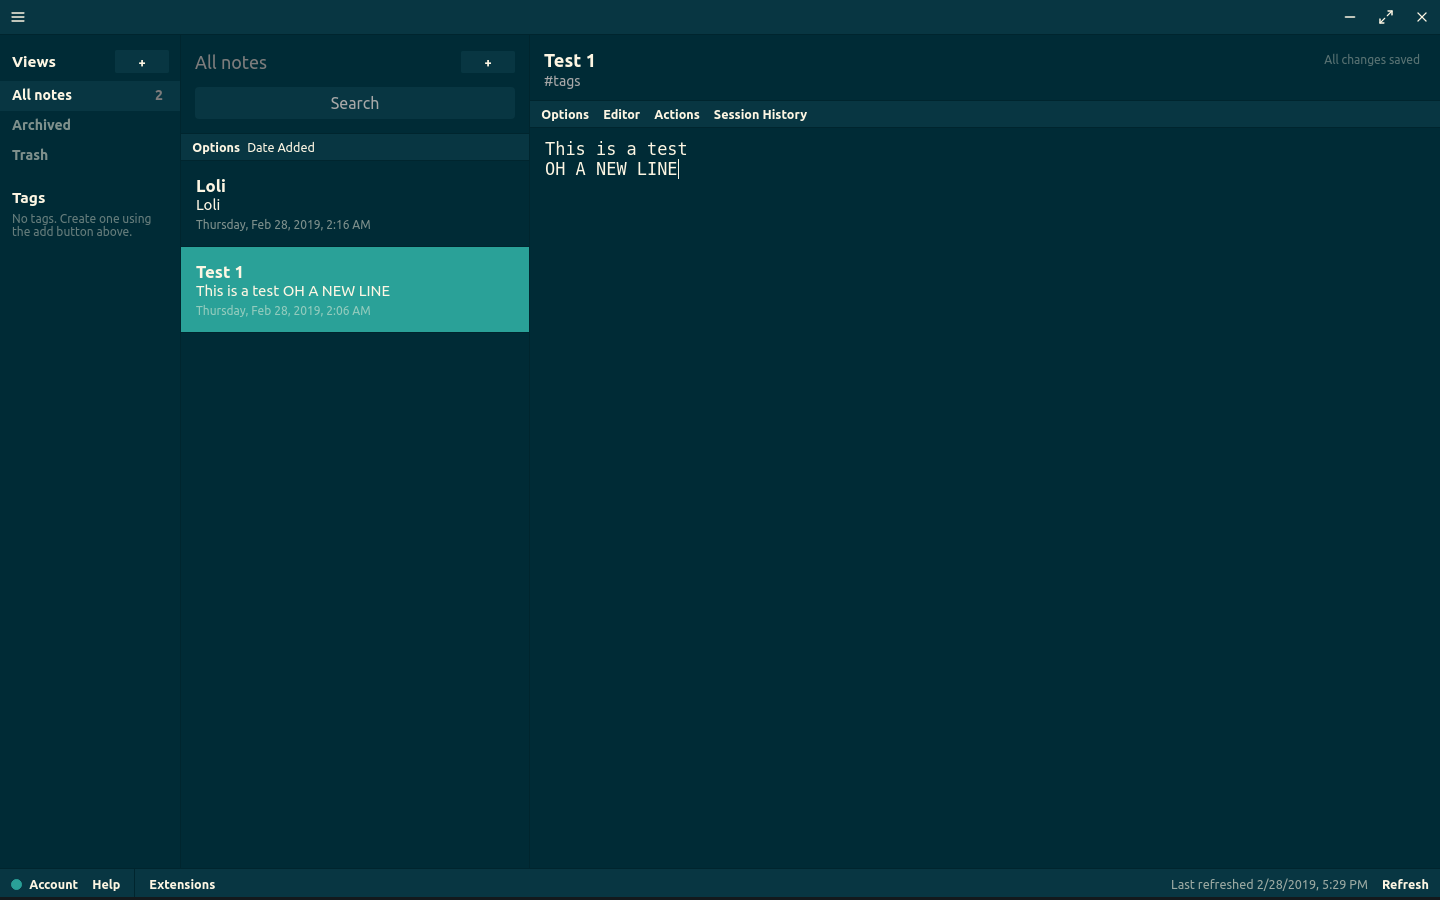 Views
+
All notes 2
Archived
Trash
Tags
No tags. Create one using
the add button above.
All notes
+
Search
Options Date Added
Loli
Loli
Thursday, Feb 28, 2019, 2:16 AM
Test 1
This is a test OH A NEW LINE
Thursday, Feb 28, 2019, 2:06 AM
Test 1
All changes saved
#tags
Options Editor Actions Session History
This is a test
OH A NEW LINE
Account Help Extensions
Last refreshed 2/28/2019, 5:29 PM Refresh